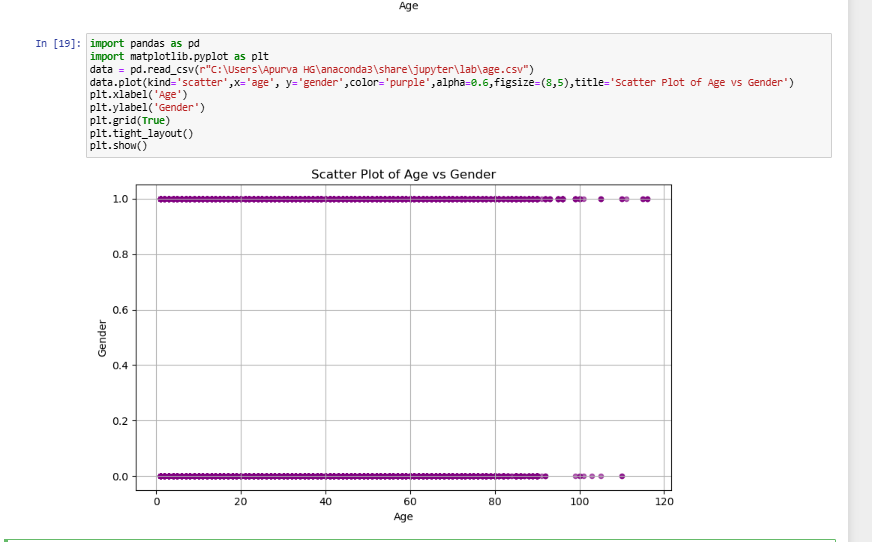 Age
In [19]: import pandas as pd
import matplotlib.pyplot as plt
data = pd.read_csv(r"C:\Users\Apurva HG\anaconda3\share\jupyter\lab\age.csv")
data.plot(kind='scatter',x='age', y='gender',color='purple',alpha=0.6,figsize=(8,5),title='Scatter Plot of Age vs Gender')
plt.xlabel('Age')
plt.ylabel('Gender')
plt.grid(True)
plt.tight_layout()
plt.show()
Scatter Plot of Age vs Gender
1.0
0.8
0.6
Gender
0.4
0.2
0.0
0 20 40 60 80 100 120
Age